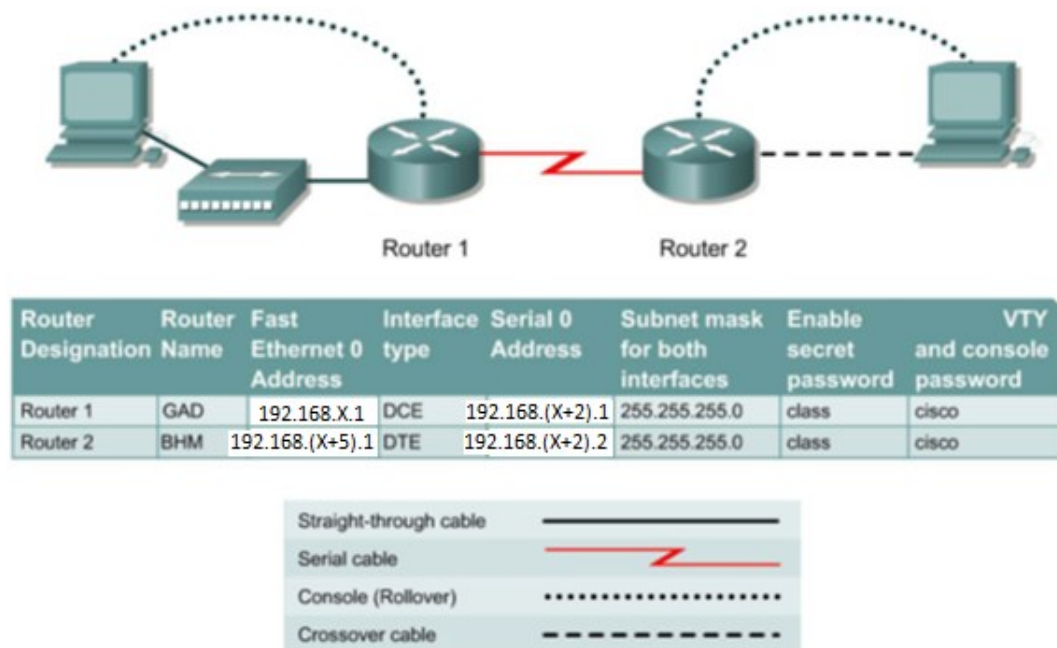 Router 1
Router 2
Router Designation
Router Name
Fast Ethernet 0 Address
Interface type
Serial 0 Address
Subnet mask for both interfaces
Enable secret password
VTY and console password
Router 1 GAD 192.168.X.1 DCE 192.168.(X+2).1 255.255.255.0 class cisco
Router 2 BHM 192.168.(X+5).1 DTE 192.168.(X+2).2 255.255.255.0 class cisco
Straight-through cable
Serial cable
Console (Rollover)
Crossover cable